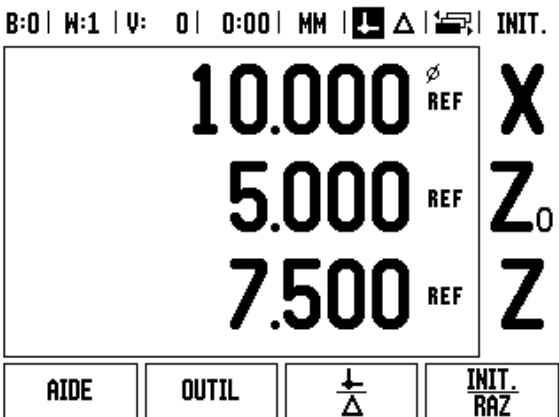 B:0 | W:1 | V: 0 | 0:00 | MM | Δ | INIT.
10.000 Ø REF X
5.000 REF Z₀
7.500 REF Z
AIDE OUTIL Δ INIT. RAZ